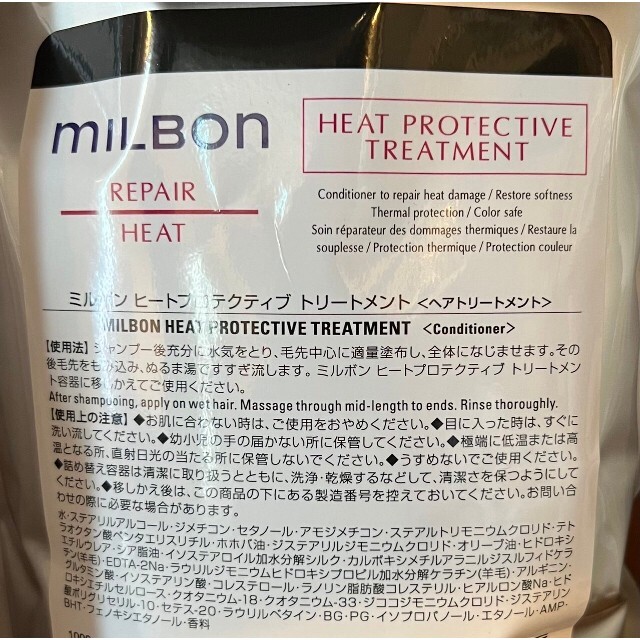 mILBON
REPAIR
HEAT
HEAT PROTECTIVE
TREATMENT
Conditioner to repair heat damage / Restore softness
Thermal protection / Color safe
Soin réparateur des dommages thermiques / Restaure la
souplesse / Protection thermique / Protection couleur
ミルボン ヒートプロテクティブ トリートメント <ヘアトリートメント>
MILBON HEAT PROTECTIVE TREATMENT <Conditioner>
【使用法】シャンプー後充分に水気をとり、毛先中心に適量塗布し、全体になじませます。その
後毛先をもみ込み、ぬるま湯ですすぎ流します。ミルボン ヒートプロテクティブ トリートメン
ト容器に移しかえてご使用ください。
After shampooing, apply on wet hair. Massage through mid-length to ends. Rinse thoroughly.
【使用上の注意】◆お肌に合わない時は、ご使用をおやめください。◆目に入った時は、すぐに
洗い流してください。◆幼小児の手の届かない所に保管してください。◆極端に低温または高
温となる所、直射日光の当たる所に保管しないでください。◆うすめないでご使用ください。
◆詰め替え容器は清潔に取り扱うとともに、洗浄・乾燥するなどして、清潔さを保つようにして
ください。◆移しかえ後は、この商品の下にある製造番号を控えておいてください。お問い合
わせの際に必要な場合があります。
水・ステアリルアルコール・ジメチコン・セタノール・アモジメチコン・ステアルトリモニウムクロリド・テト
ラオクタン酸ペンタエリスリチル・ホホバ油・ジステアリルジモニウムクロリド・オリーブ油・ヒドロキシ
エチルウレア・シア脂油・イソステアロイル加水分解シルク・カルボキシメチルアラニルジスルフィドケラ
チン(羊毛)・EDTA-2Na・ラウリルジモニウムヒドロキシプロピル加水分解ケラチン(羊毛)・アルギニン・
グルタミン酸・イソステアリン酸・コレステロール・ラノリン脂肪酸コレステリル・ヒアルロン酸Na・ヒド
ロキシエチルセルロース・クオタニウム-18・クオタニウム-33・ジココジモニウムクロリド・ジステアリン
酸ポリグリセリル-10・セテス-20・ラウリルベタイン・BG・PG・イソプロパノール・エタノール・AMP・
BHT・フェノキシエタノール・香料